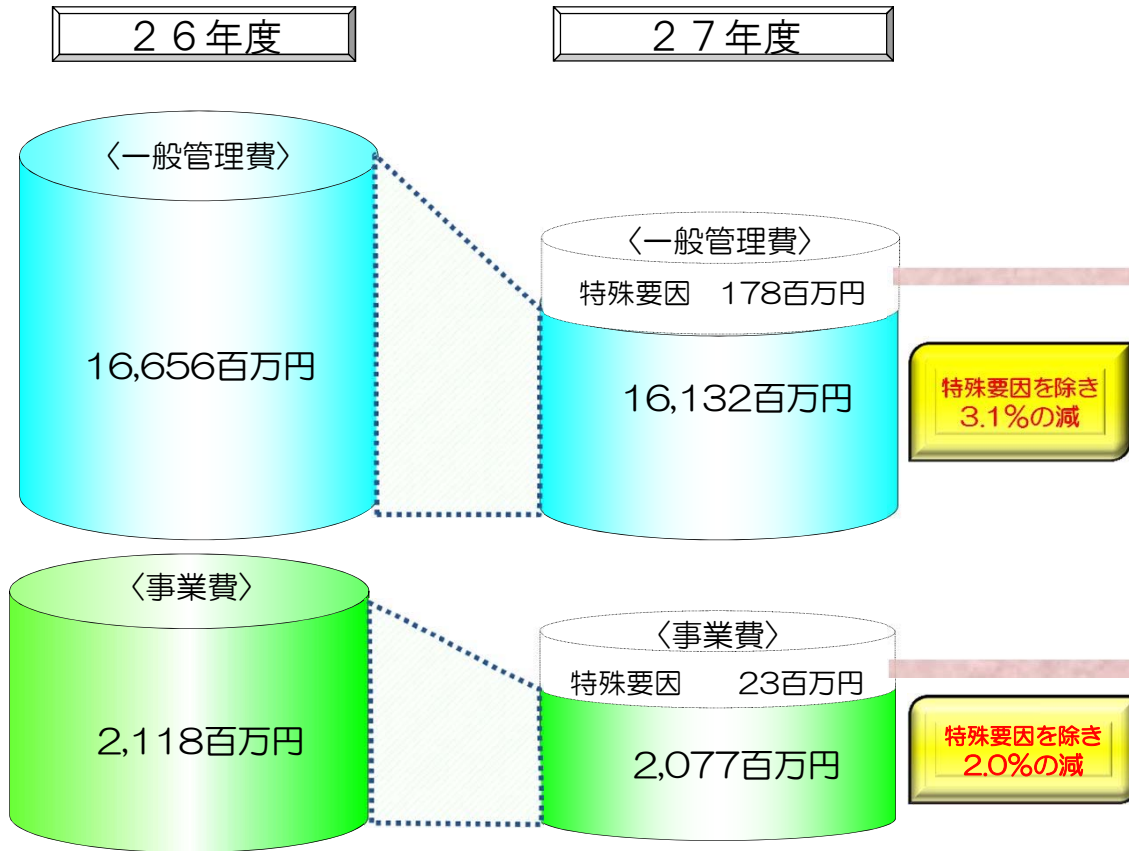 ２６年度
２７年度
〈一般管理費〉
16,656百万円
〈一般管理費〉
特殊要因　178百万円
16,132百万円
特殊要因を除き
3.1%の減
〈事業費〉
2,118百万円
〈事業費〉
特殊要因　23百万円
2,077百万円
特殊要因を除き
2.0%の減